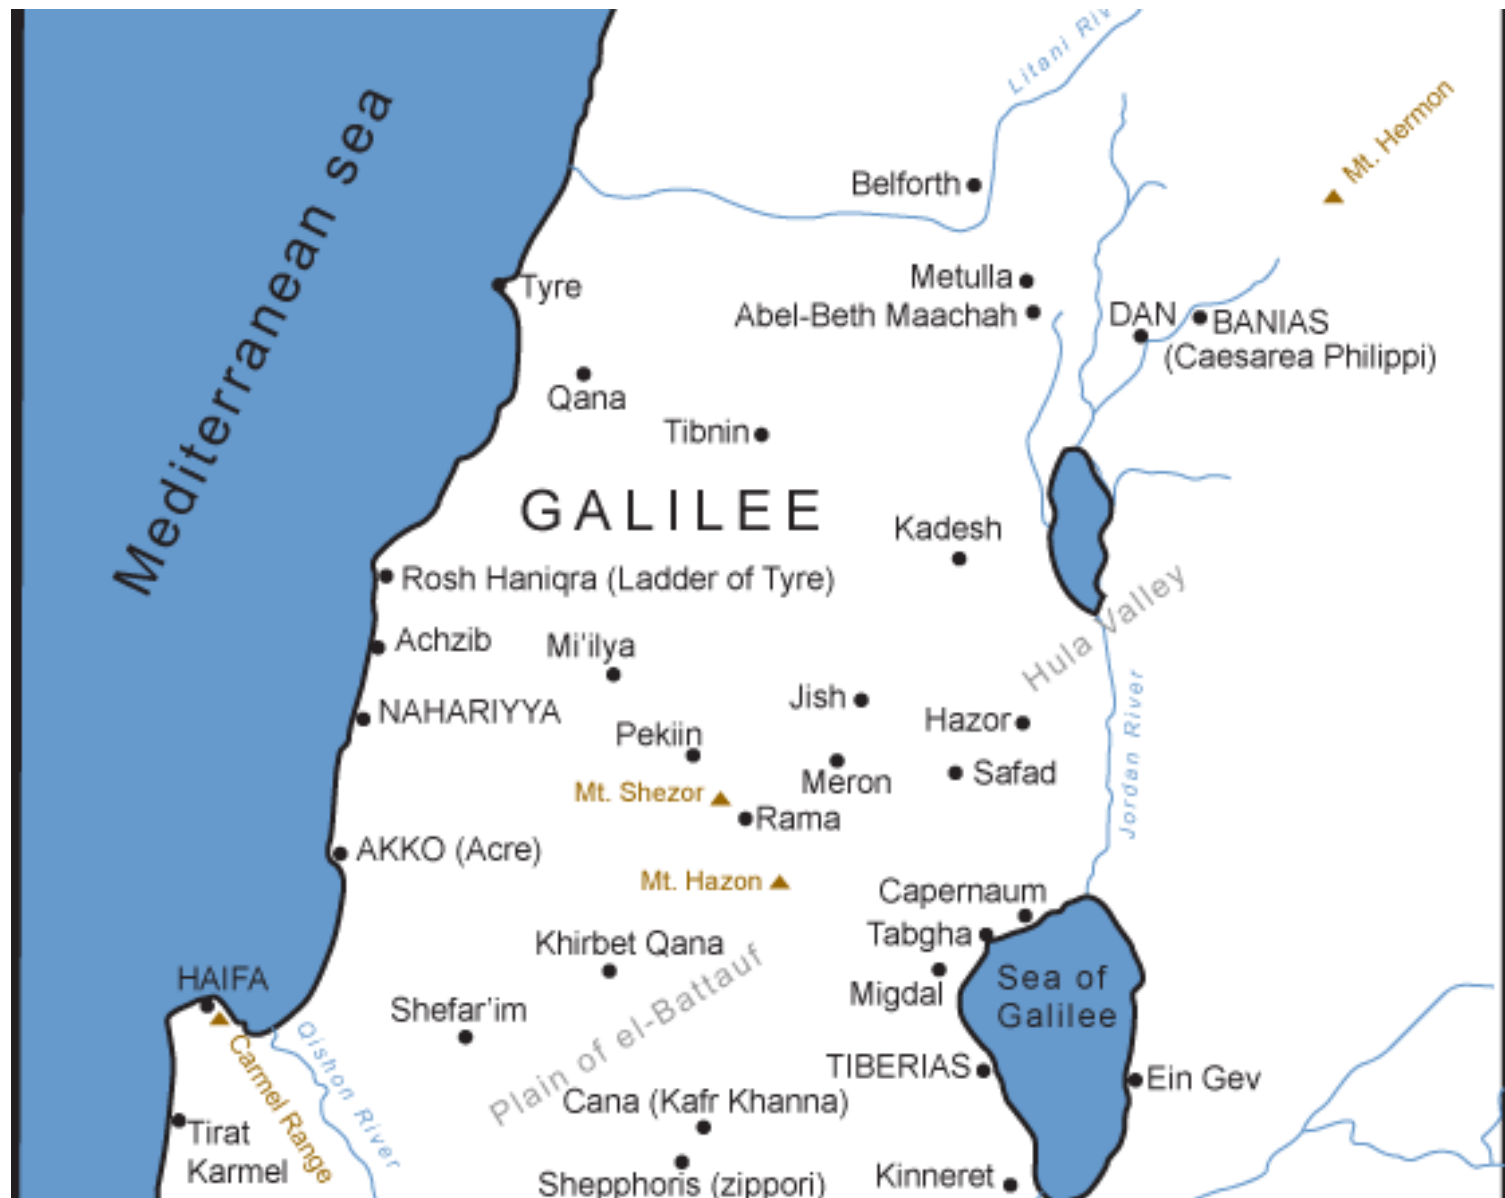 Litani Riv
Mt. Hermon
Mediterranean sea
Belforth
Tyre
Metulla
Abel-Beth Maachah
DAN
BANIAS
(Caesarea Philippi)
Qana
Tibnin
GALILEE
Kadesh
Rosh Haniqra (Ladder of Tyre)
Hula Valley
Achzib
Mi'ilya
Jish
NAHARIYYA
Hazor
Pekiin
Jordan River
Meron
Safad
Mt. Shezor
Rama
AKKO (Acre)
Mt. Hazon
Capernaum
Tabgha
Khirbet Qana
HAIFA
Migdal
Sea of
Galilee
Shefar'im
Plain of el-Battauf
Qishon River
Carmel Range
TIBERIAS
Ein Gev
Cana (Kafr Khanna)
Tirat
Karmel
Shepphoris (zippori)
Kinneret